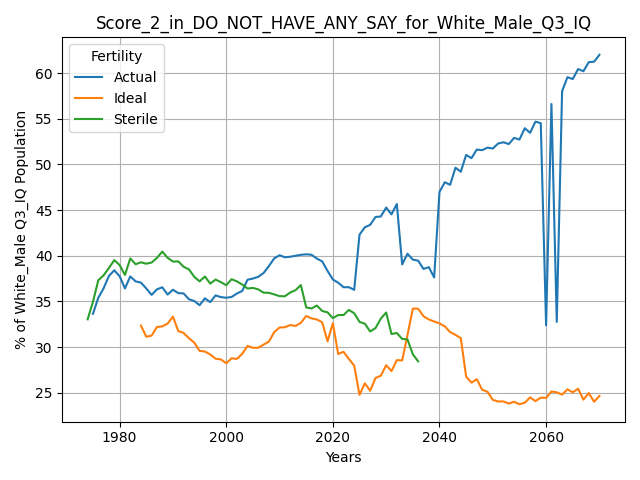 Score_2_in_DO_NOT_HAVE_ANY_SAY_for_White_Male_Q3_IQ
Fertility
Actual
Ideal
Sterile
% of White_Male Q3_IQ Population
60
55
50
45
40
35
30
25
1980 2000 2020 2040 2060
Years